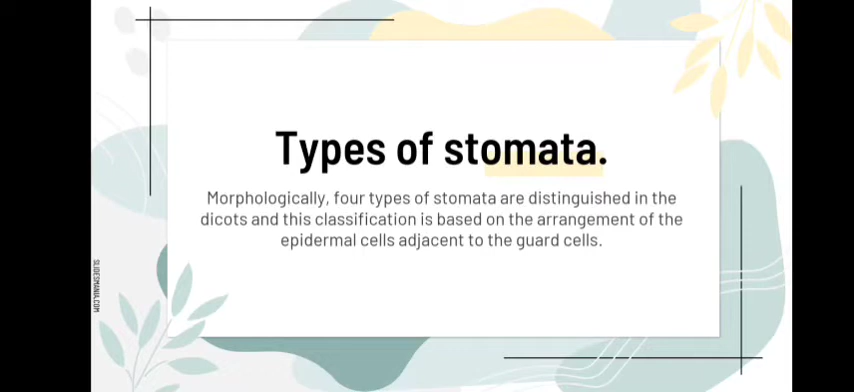 Types of stomata.
Morphologically, four types of stomata are distinguished in the
dicots and this classification is based on the arrangement of the
epidermal cells adjacent to the guard cells.
SLIDESMANIA.COM